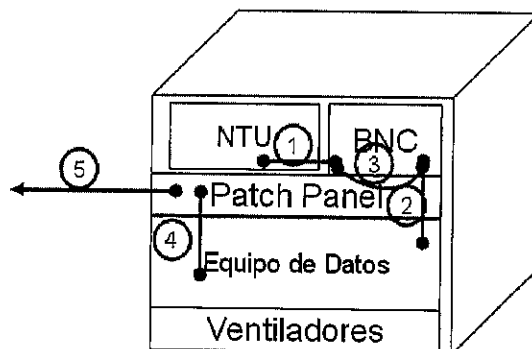 NTU 1 BNC
3
5
Patch Panel 2
4
Equipo de Datos
Ventiladores